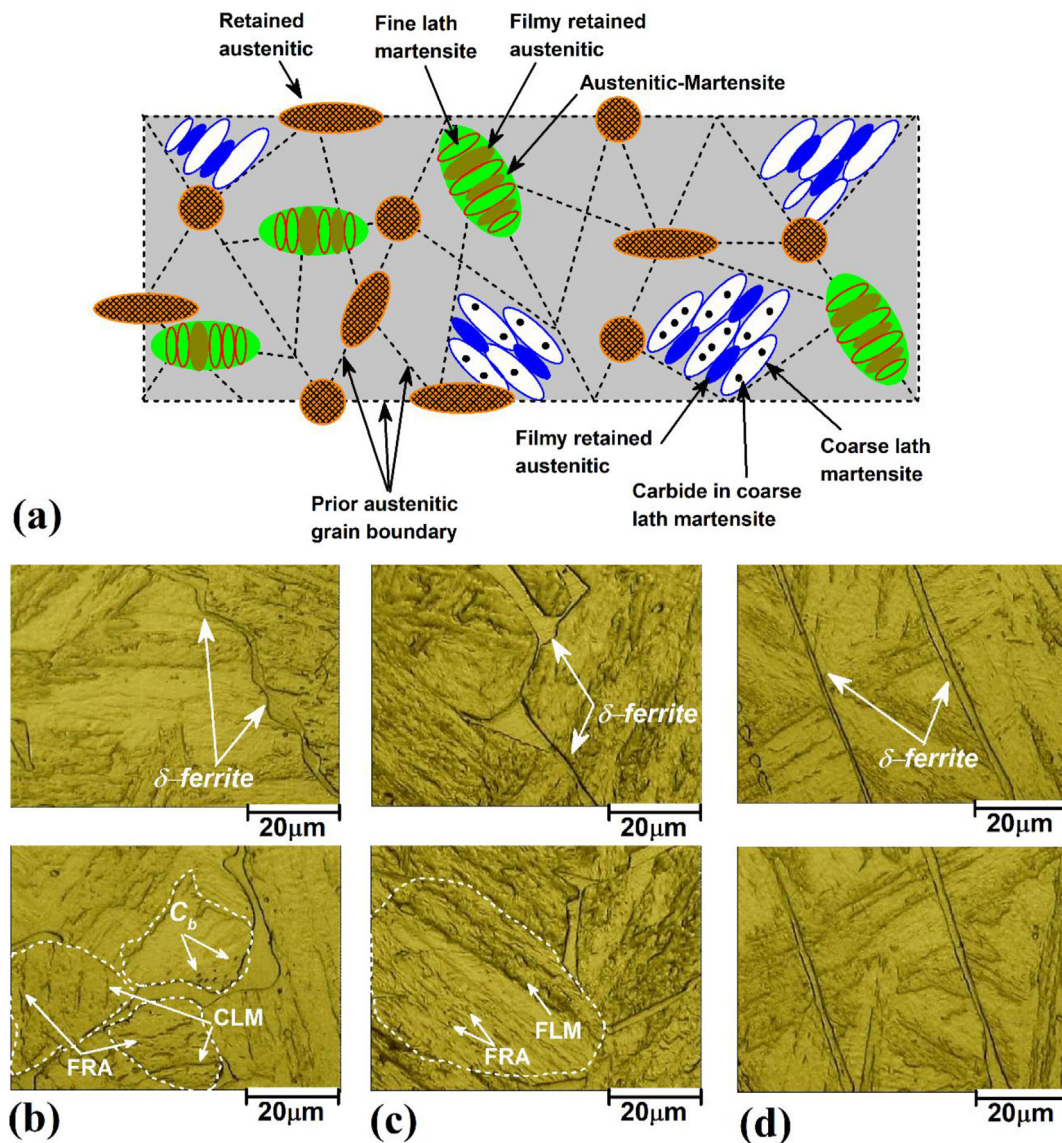 Retained
austenitic
Fine lath
martensite
Filmy retained
austenitic
Austenitic-Martensite
Prior austenitic
grain boundary
Filmy retained
austenitic
Carbide in coarse
lath martensite
Coarse lath
martensite
(a)
δ–ferrite
20μm
δ–ferrite
20μm
δ–ferrite
20μm
C_b
CLM
FRA
20μm
(b)
FLM
FRA
20μm
(c)
20μm
(d)